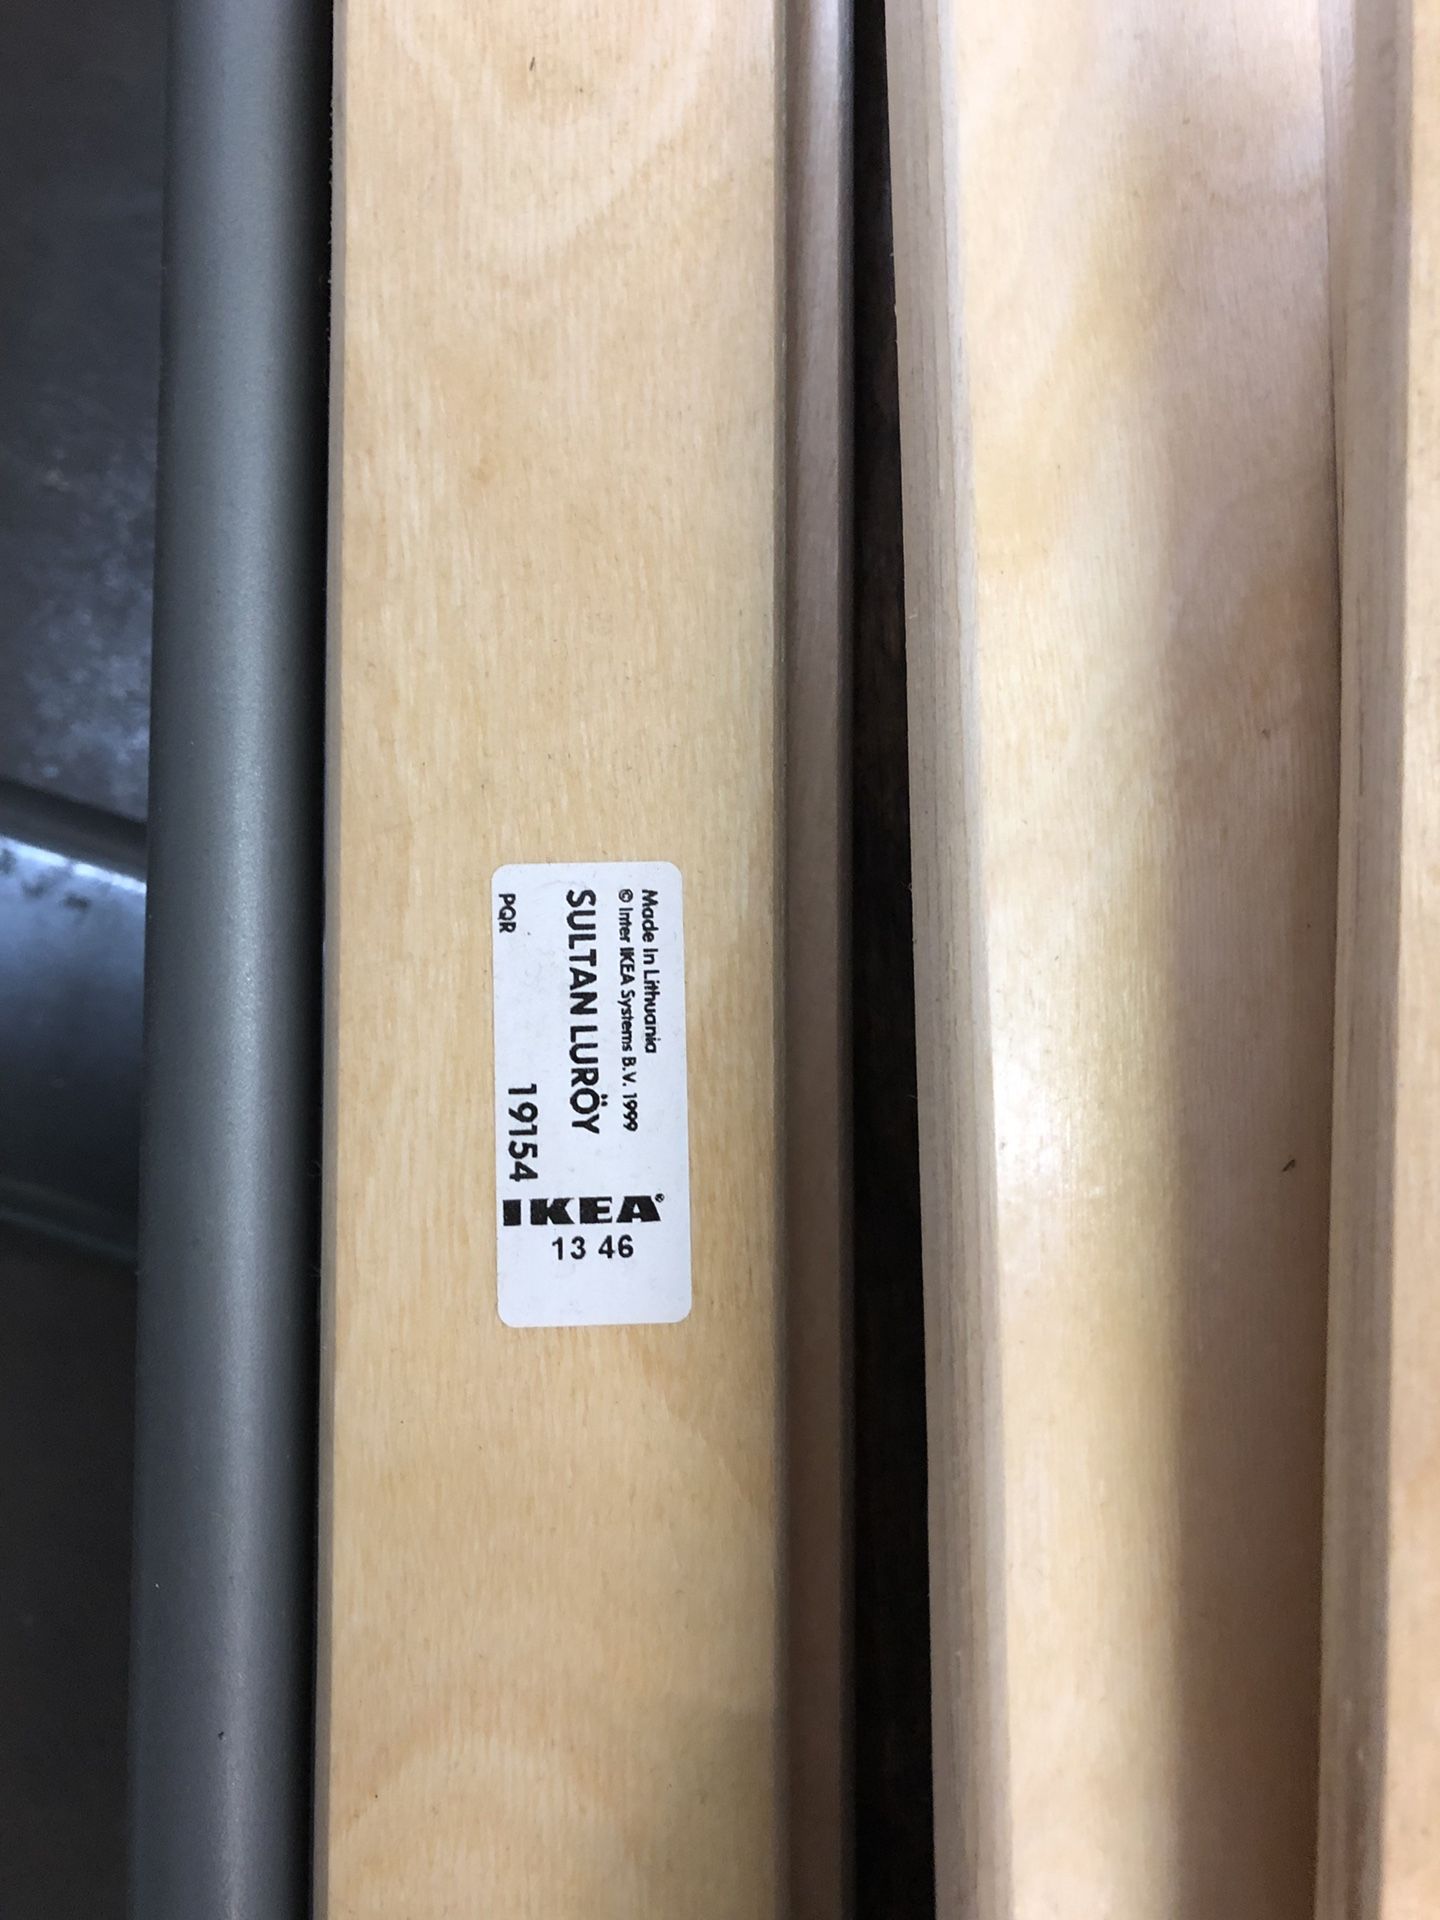 Made in Lithuania
© Inter IKEA Systems B.V. 1999
SULTAN LURÖY
19154
PQR
IKEA®
13 46